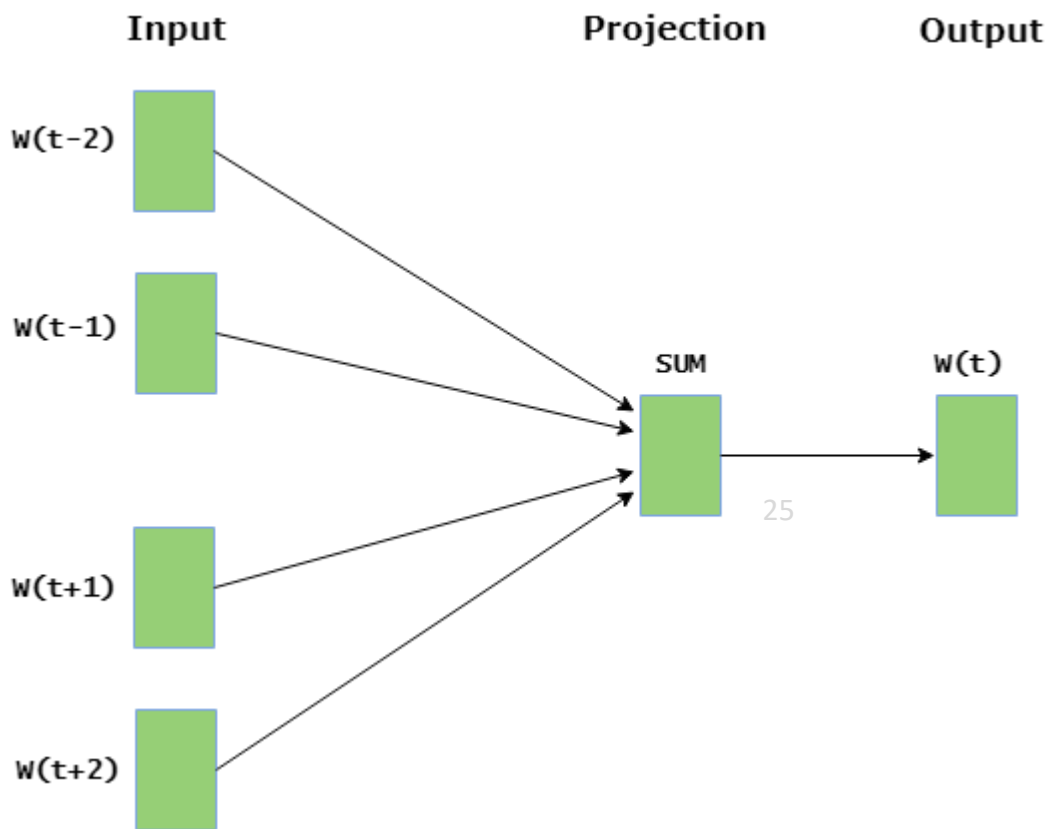 Input Projection Output
W(t-2)
W(t-1)
SUM W(t)
25
W(t+1)
W(t+2)